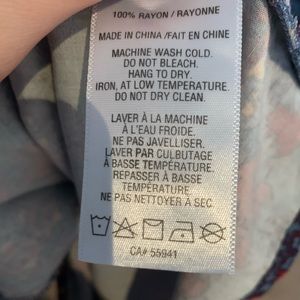 100% RAYON / RAYONNE
MADE IN CHINA /FAIT EN CHINE
MACHINE WASH COLD.
DO NOT BLEACH.
HANG TO DRY.
IRON, AT LOW TEMPERATURE.
DO NOT DRY CLEAN.
LAVER À LA MACHINE
À L'EAU FROIDE.
NE PAS JAVELLISER.
LAVER PAR CULBUTAGE
À BASSE TEMPÉRATURE.
REPASSER À BASSE
TEMPÉRATURE.
NE PAS NETTOYER À SEC.
CA# 55941